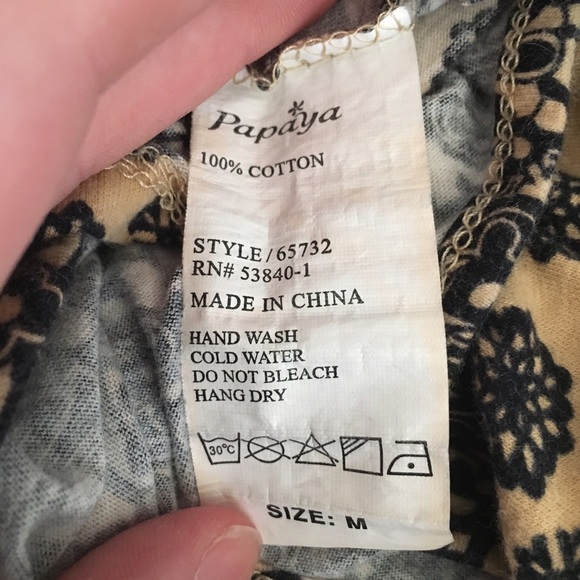 Papaya
100% COTTON
STYLE/65732
RN# 53840-1
MADE IN CHINA
HAND WASH
COLD WATER
DO NOT BLEACH
HANG DRY
30°C
SIZE: M